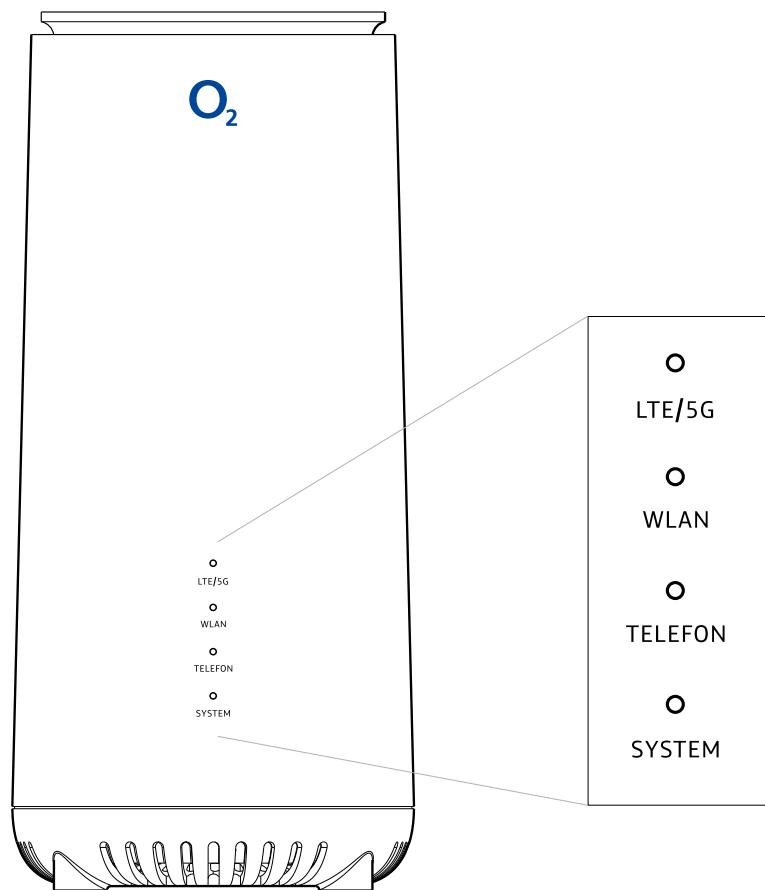 O2
LTE/5G
WLAN
TELEFON
SYSTEM
LTE/5G
WLAN
TELEFON
SYSTEM